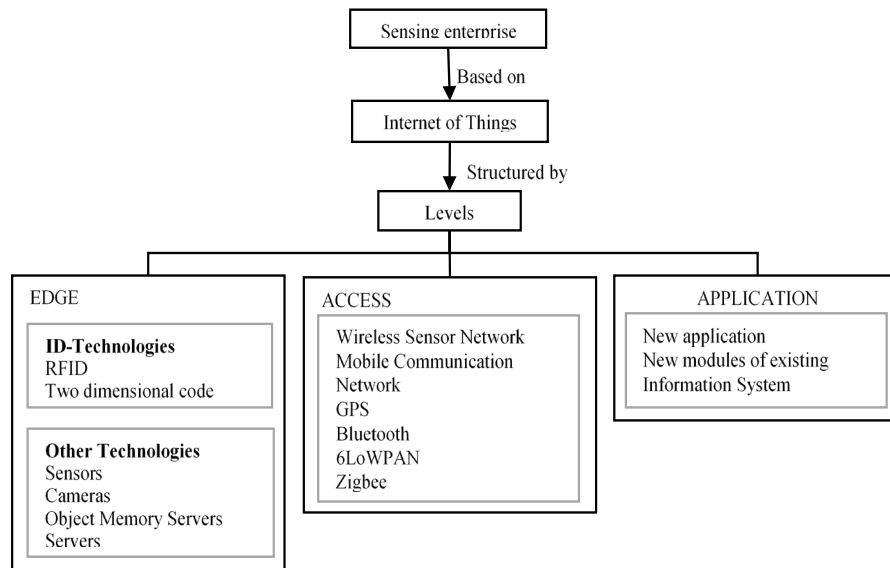 Sensing enterprise
Based on
Internet of Things
Structured by
Levels
EDGE
ID-Technologies
RFID
Two dimensional code
Other Technologies
Sensors
Cameras
Object Memory Servers
Servers
ACCESS
Wireless Sensor Network
Mobile Communication
Network
GPS
Bluetooth
6LoWPAN
Zigbee
APPLICATION
New application
New modules of existing
Information System